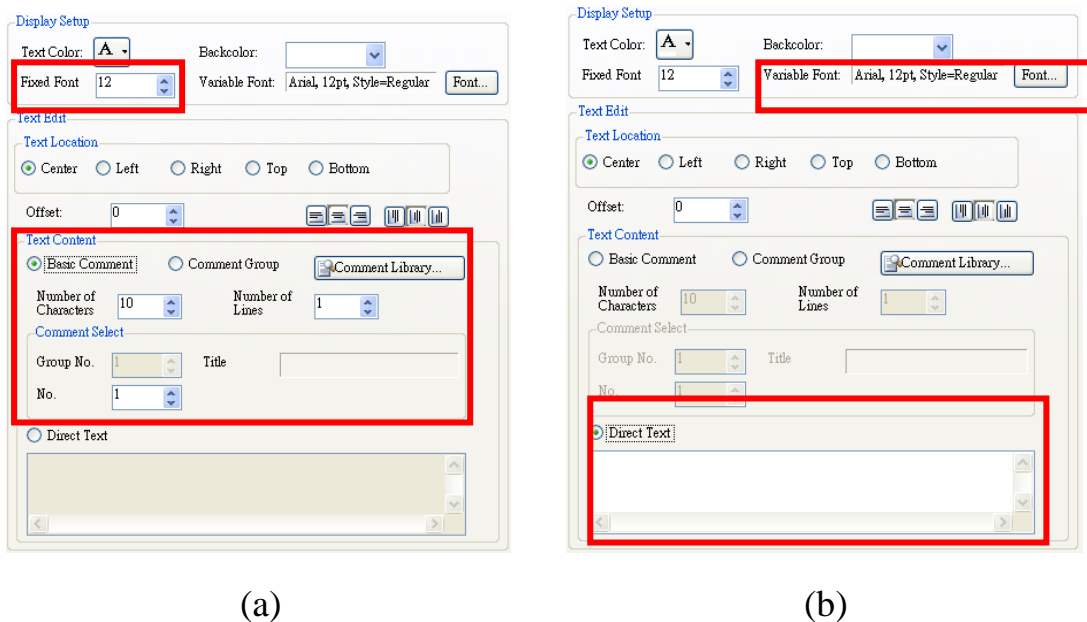 Display Setup
Text Color: A
Backcolor:
Fixed Font 12
Variable Font: Arial, 12pt, Style=Regular Font...
Text Edit
Text Location
Center Left Right Top Bottom
Offset: 0
Text Content
Basic Comment Comment Group Comment Library...
Number of Characters 10
Number of Lines 1
Comment Select
Group No. 1 Title
No. 1
Direct Text
(a)
Display Setup
Text Color: A
Backcolor:
Fixed Font 12
Variable Font: Arial, 12pt, Style=Regular Font...
Text Edit
Text Location
Center Left Right Top Bottom
Offset: 0
Text Content
Basic Comment Comment Group Comment Library...
Number of Characters 10
Number of Lines 1
Comment Select
Group No. 1 Title
No. 1
Direct Text
(b)